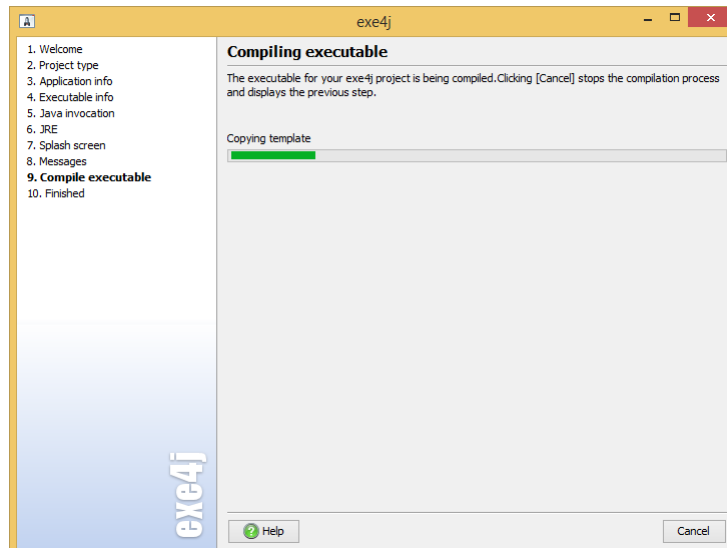 exe4j
1. Welcome
2. Project type
3. Application info
4. Executable info
5. Java invocation
6. JRE
7. Splash screen
8. Messages
9. Compile executable
10. Finished
exe4j
Compiling executable
The executable for your exe4j project is being compiled.Clicking [Cancel] stops the compilation process
and displays the previous step.
Copying template
Help
Cancel